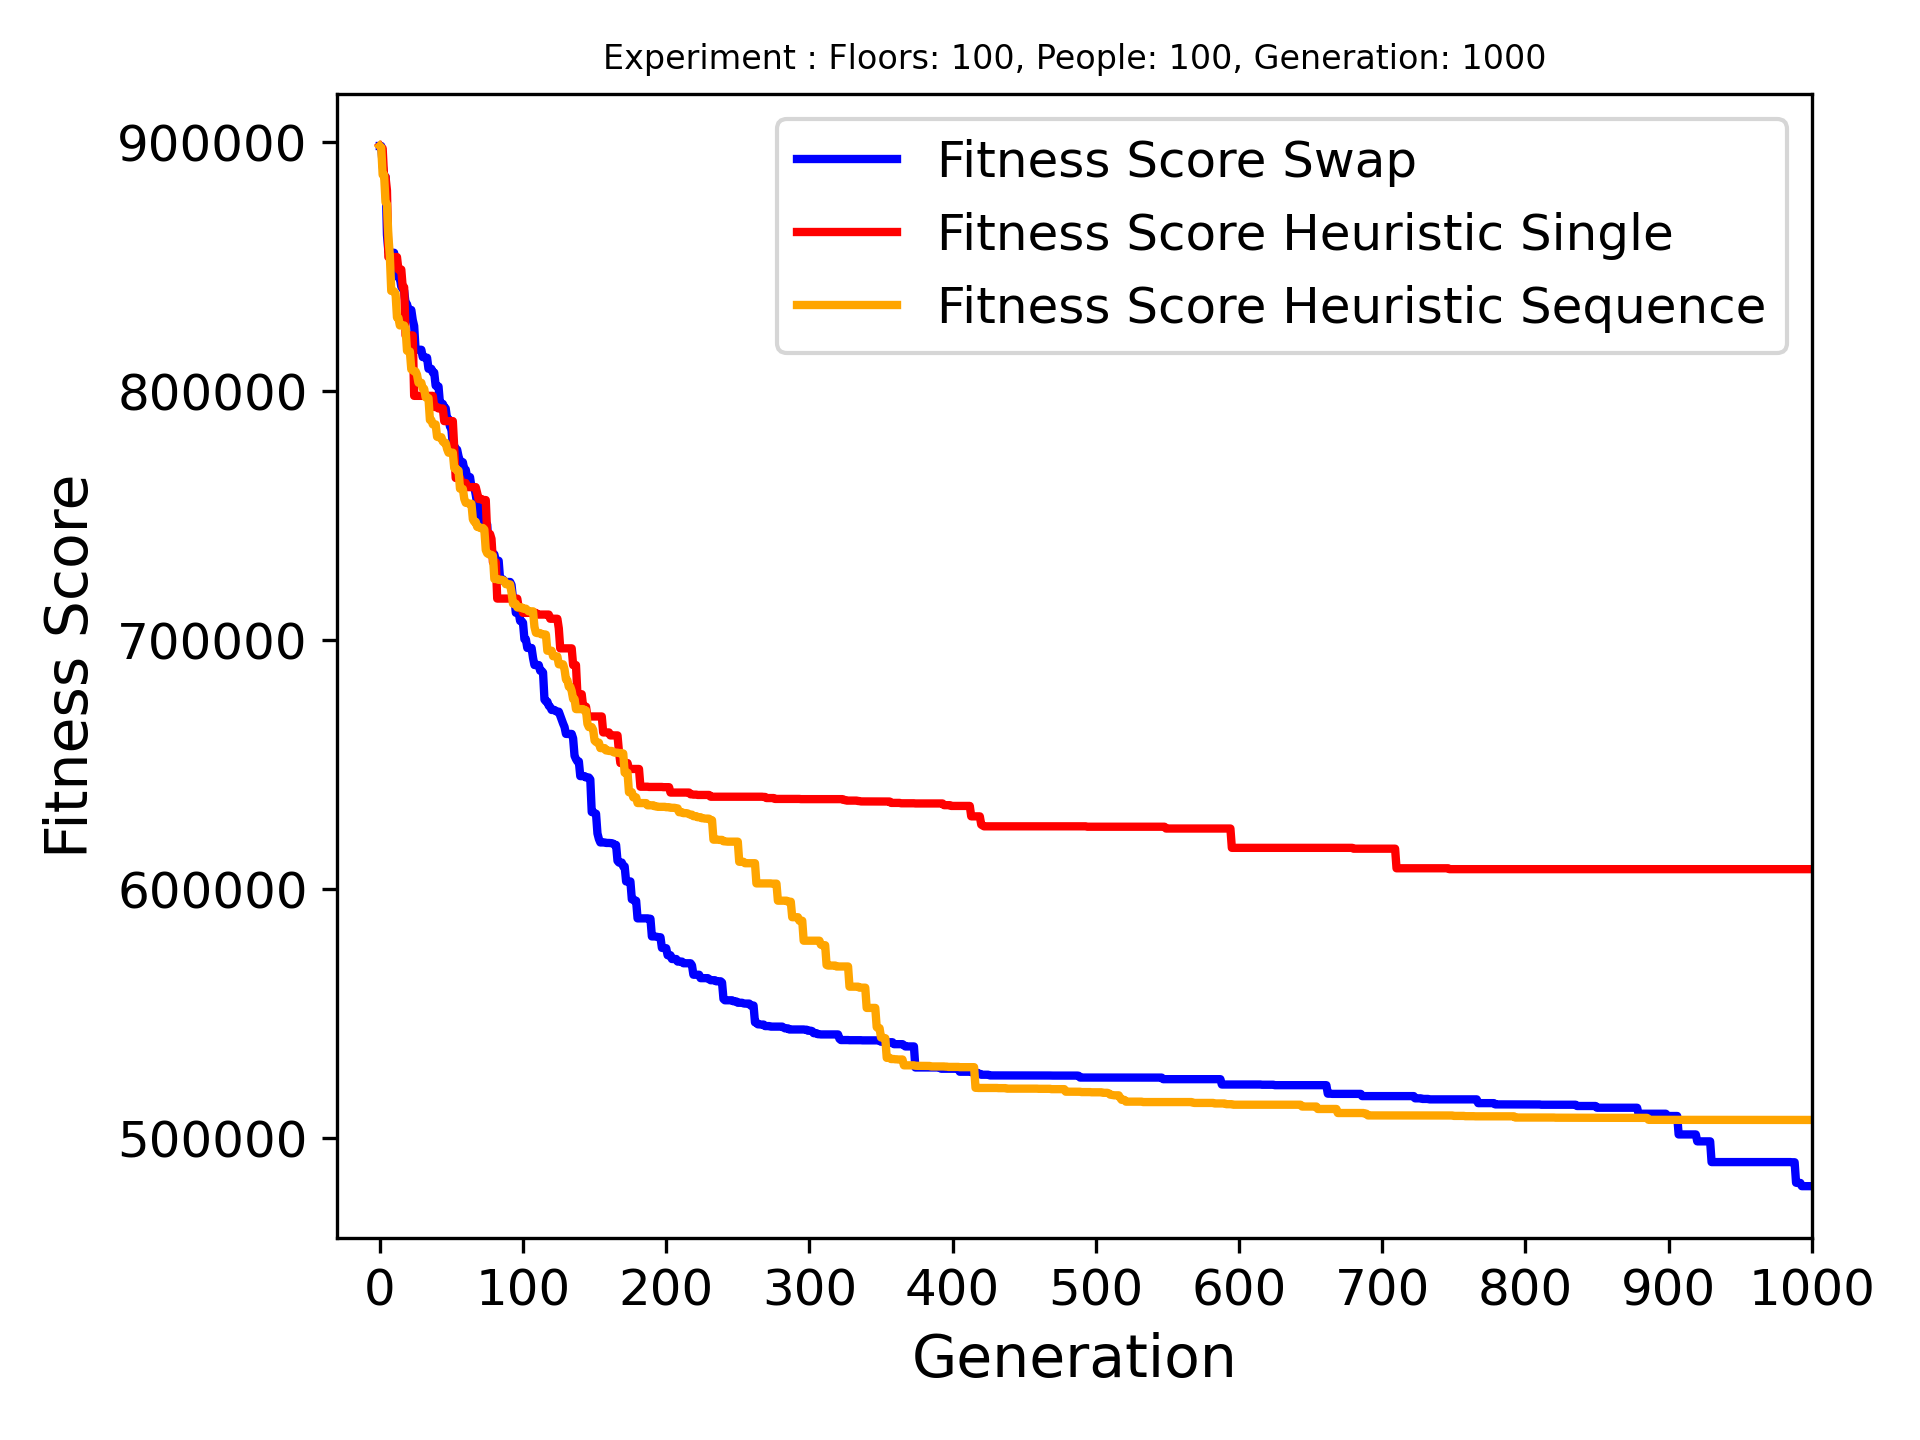 Experiment : Floors: 100, People: 100, Generation: 1000
Fitness Score Swap
Fitness Score Heuristic Single
Fitness Score Heuristic Sequence
900000
800000
700000
600000
500000
Fitness Score
0 100 200 300 400 500 600 700 800 900 1000
Generation